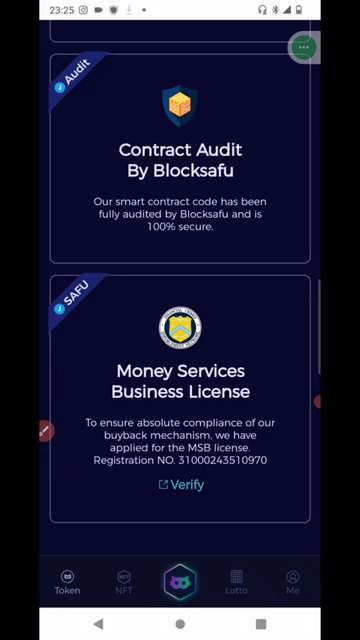 23:25
Audit
Contract Audit
By Blocksafu
Our smart contract code has been
fully audited by Blocksafu and is
100% secure.
SAFU
Money Services
Business License
To ensure absolute compliance of our
buyback mechanism, we have
applied for the MSB license.
Registration NO. 31000243510970
Verify
NFT
Token
NFT
Lotto
Me